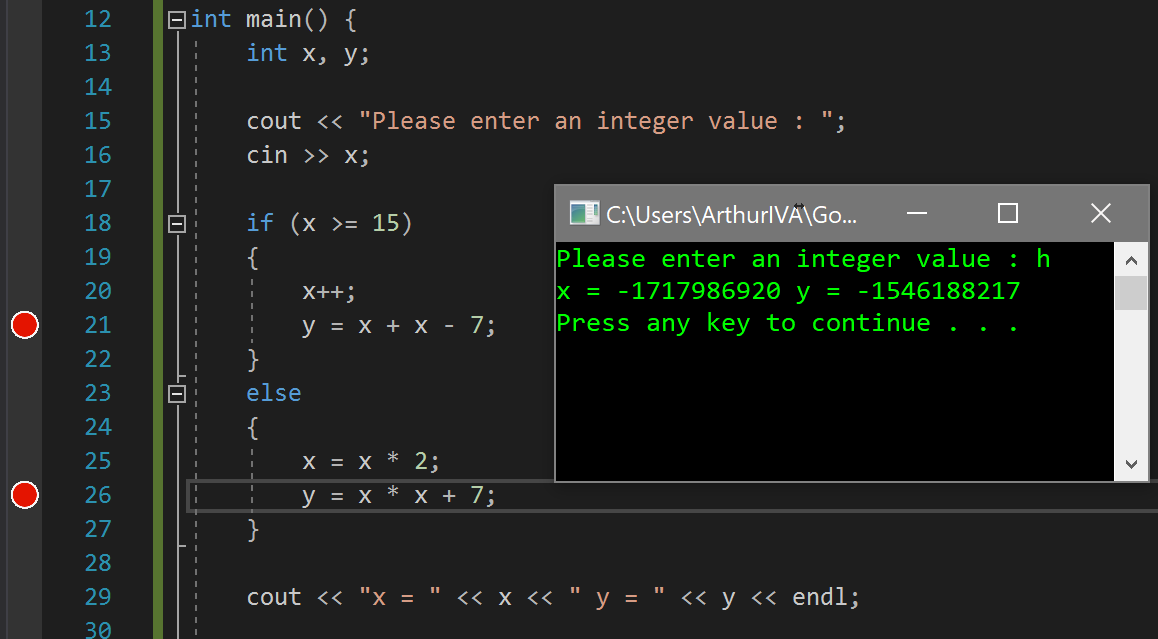 12 int main() {
13 int x, y;
14
15 cout << "Please enter an integer value : ";
16 cin >> x;
17
18 if (x >= 15)
19 {
20 x++;
21 y = x + x - 7;
22 }
23 else
24 {
25 x = x * 2;
26 y = x * x + 7;
27 }
28
29 cout << "x = " << x << " y = " << y << endl;
30
C:\Users\ArthurIVA\Go...
Please enter an integer value : h
x = -1717986920 y = -1546188217
Press any key to continue . . .